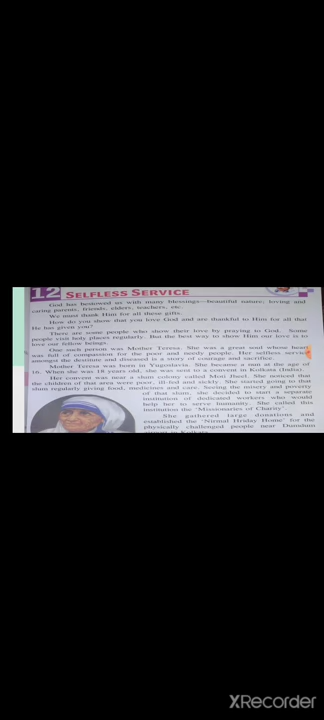 12 SELFLESS SERVICE
God has bestowed us with many blessings—beautiful nature, loving and
caring parents, friends, elders, teachers, etc.
We must thank Him for all these gifts.
How do you show that you love God and are thankful to Him for all that
He has given you?
There are some people who show their love by praying to God. Some
people visit holy places regularly. But the best way to show Him our love is to
love our fellow beings.
One such person was Mother Teresa. She was a great soul whose heart
was full of compassion for the poor and needy people. Her selfless service
amongst the destitute and diseased is a story of courage and sacrifice.
Mother Teresa was born in Yugoslavia. She became a nun at the age of
16. When she was 18 years old, she was sent to a convent in Kolkata (India).
Her convent was near a slum colony called Moti Jheel. She noticed that
the children of that area were poor, ill-fed and sickly. She started going to that
slum regularly giving food, medicines and care. Seeing the misery and poverty
of that slum, she decided to start a separate
institution of dedicated workers who would
help her to serve humanity. She called this
institution the 'Missionaries of Charity'.
She gathered large donations and
established the 'Nirmal Hriday Home' for the
physically challenged people near Dumdum
XRecorder